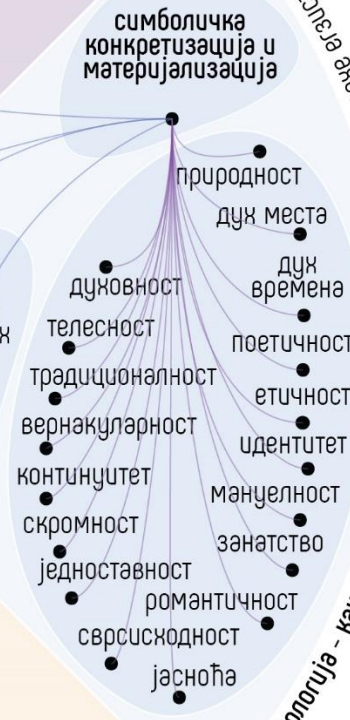 символичка
конкретизација и
материјализација
природност
дух места
дух
времена
поетичност
етичност
идентитет
мануелност
занатство
романтичност
јасноћа
духовност
телесност
традиционалност
вернакуларност
континуитет
скромност
једноставност
сврсисходност